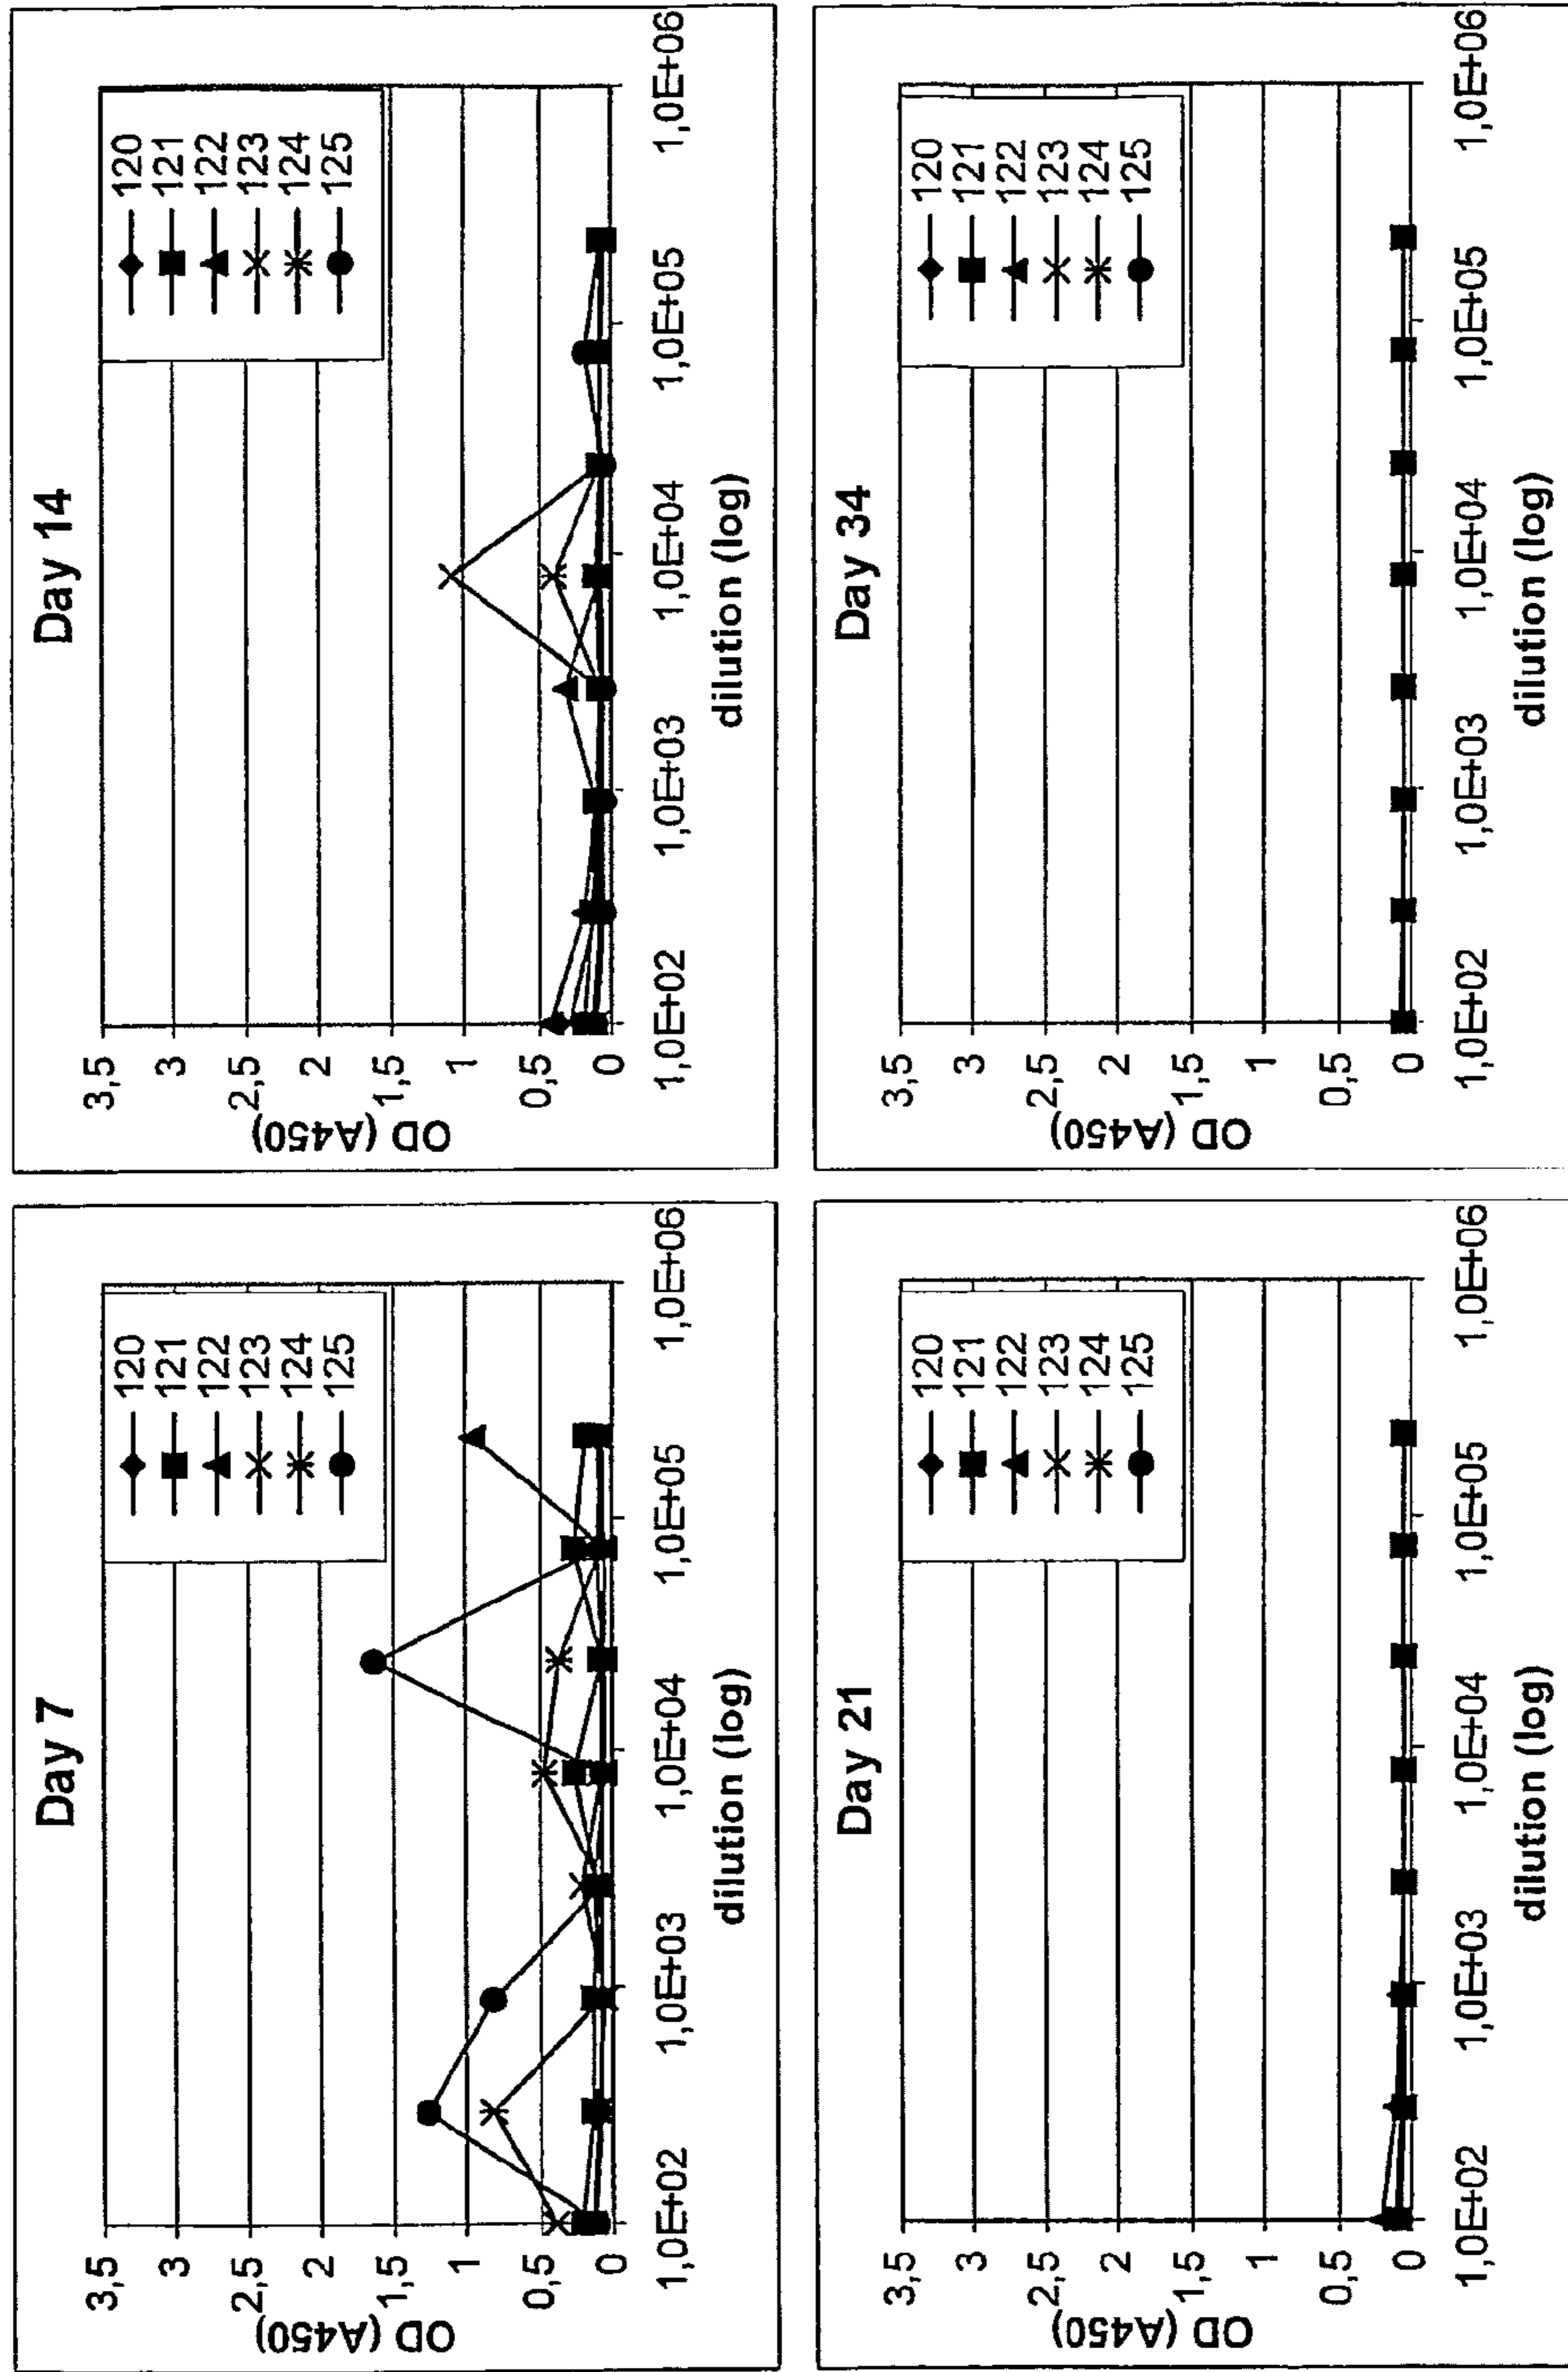 Day 7
OD (A450)
3,5
3
2,5
2
1,5
1
0,5
0
1,0E+02
1,0E+03
1,0E+04
1,0E+05
1,0E+06
dilution (log)
120
121
122
123
124
125
Day 14
OD (A450)
3,5
3
2,5
2
1,5
1
0,5
0
1,0E+02
1,0E+03
1,0E+04
1,0E+05
1,0E+06
dilution (log)
120
121
122
123
124
125
Day 21
OD (A450)
3,5
3
2,5
2
1,5
1
0,5
0
1,0E+02
1,0E+03
1,0E+04
1,0E+05
1,0E+06
dilution (log)
120
121
122
123
124
125
Day 34
OD (A450)
3,5
3
2,5
2
1,5
1
0,5
0
1,0E+02
1,0E+03
1,0E+04
1,0E+05
1,0E+06
dilution (log)
120
121
122
123
124
125